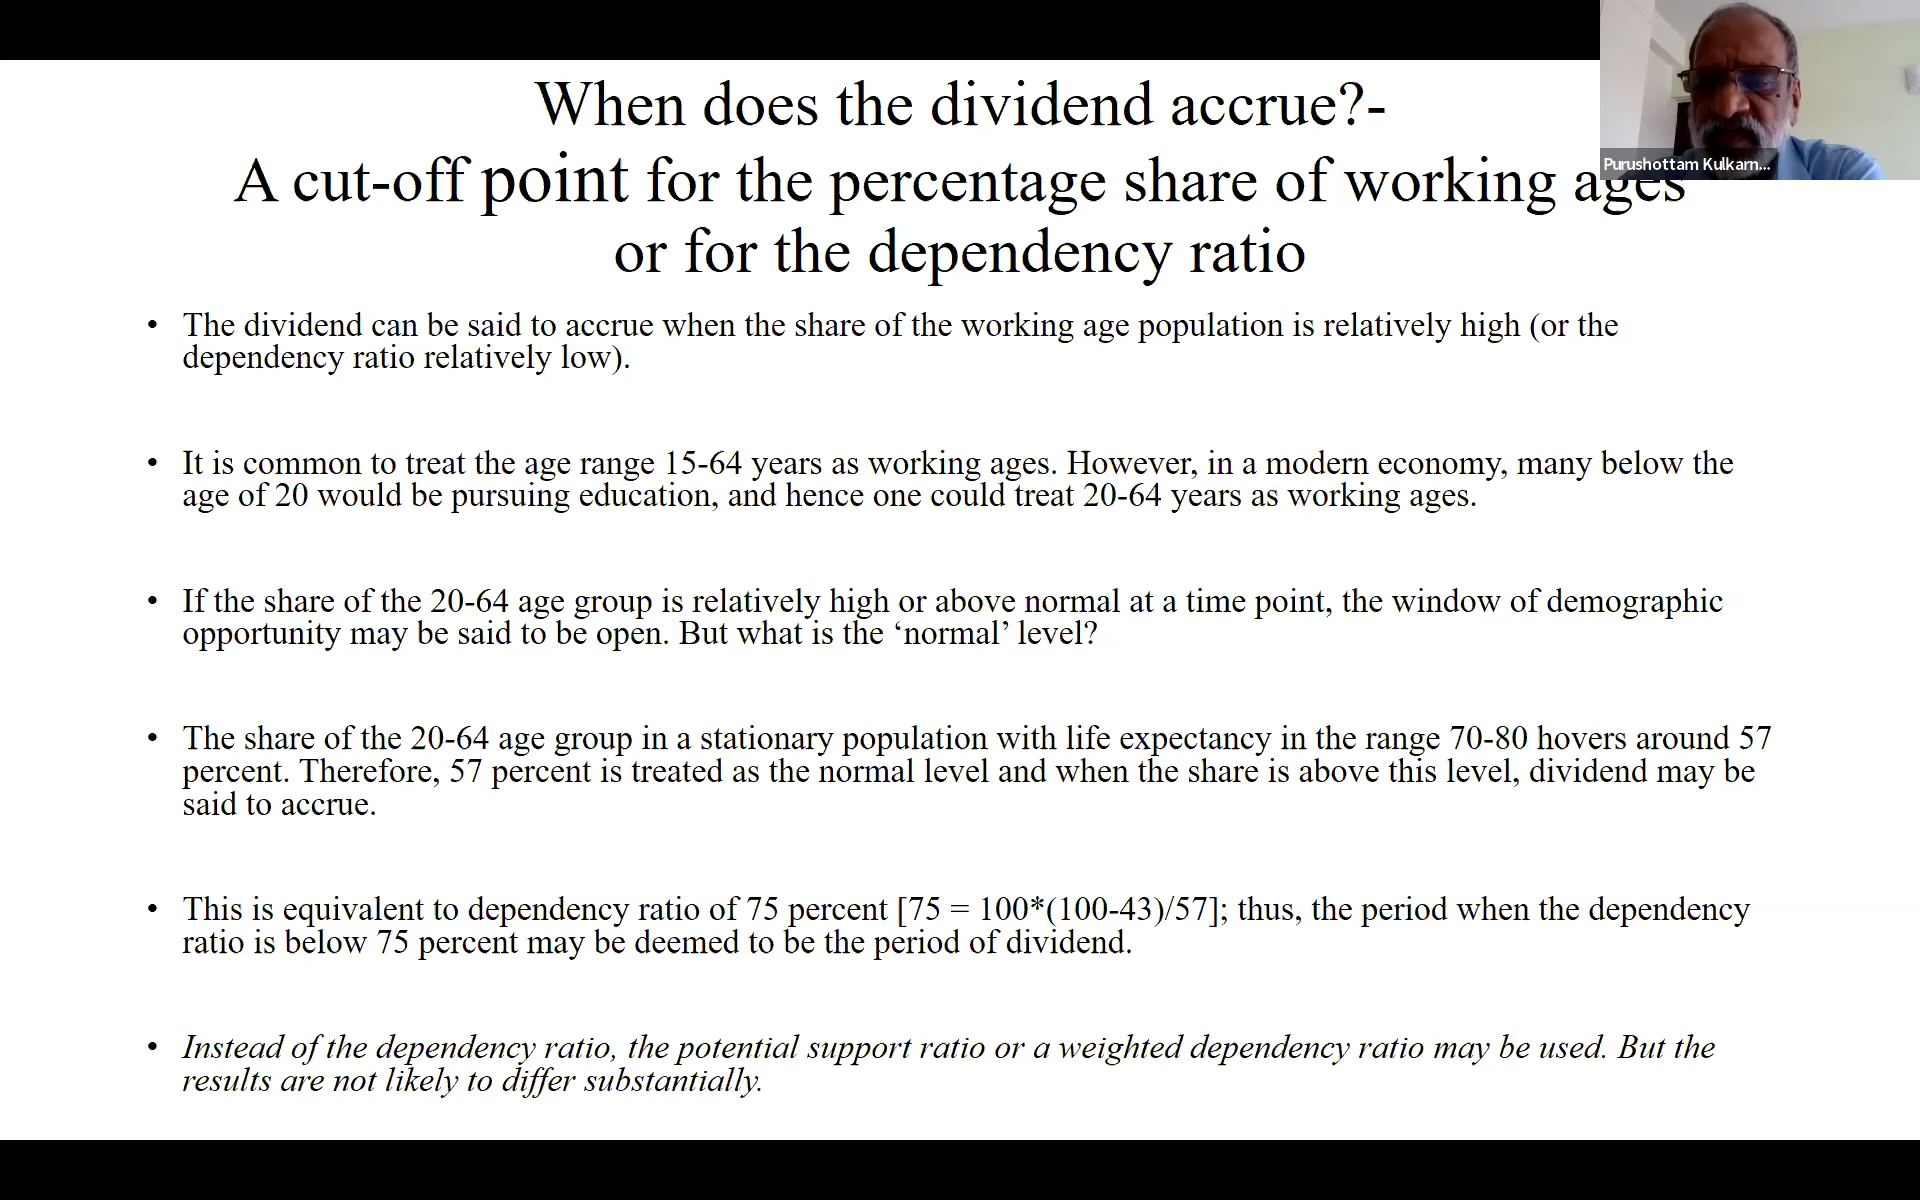 When does the dividend accrue?-
A cut-off point for the percentage share of working ages
or for the dependency ratio
Purushottam Kulkarn...
• The dividend can be said to accrue when the share of the working age population is relatively high (or the
dependency ratio relatively low).
• It is common to treat the age range 15-64 years as working ages. However, in a modern economy, many below the
age of 20 would be pursuing education, and hence one could treat 20-64 years as working ages.
• If the share of the 20-64 age group is relatively high or above normal at a time point, the window of demographic
opportunity may be said to be open. But what is the ‘normal’ level?
• The share of the 20-64 age group in a stationary population with life expectancy in the range 70-80 hovers around 57
percent. Therefore, 57 percent is treated as the normal level and when the share is above this level, dividend may be
said to accrue.
• This is equivalent to dependency ratio of 75 percent [75 = 100*(100-43)/57]; thus, the period when the dependency
ratio is below 75 percent may be deemed to be the period of dividend.
• Instead of the dependency ratio, the potential support ratio or a weighted dependency ratio may be used. But the
results are not likely to differ substantially.